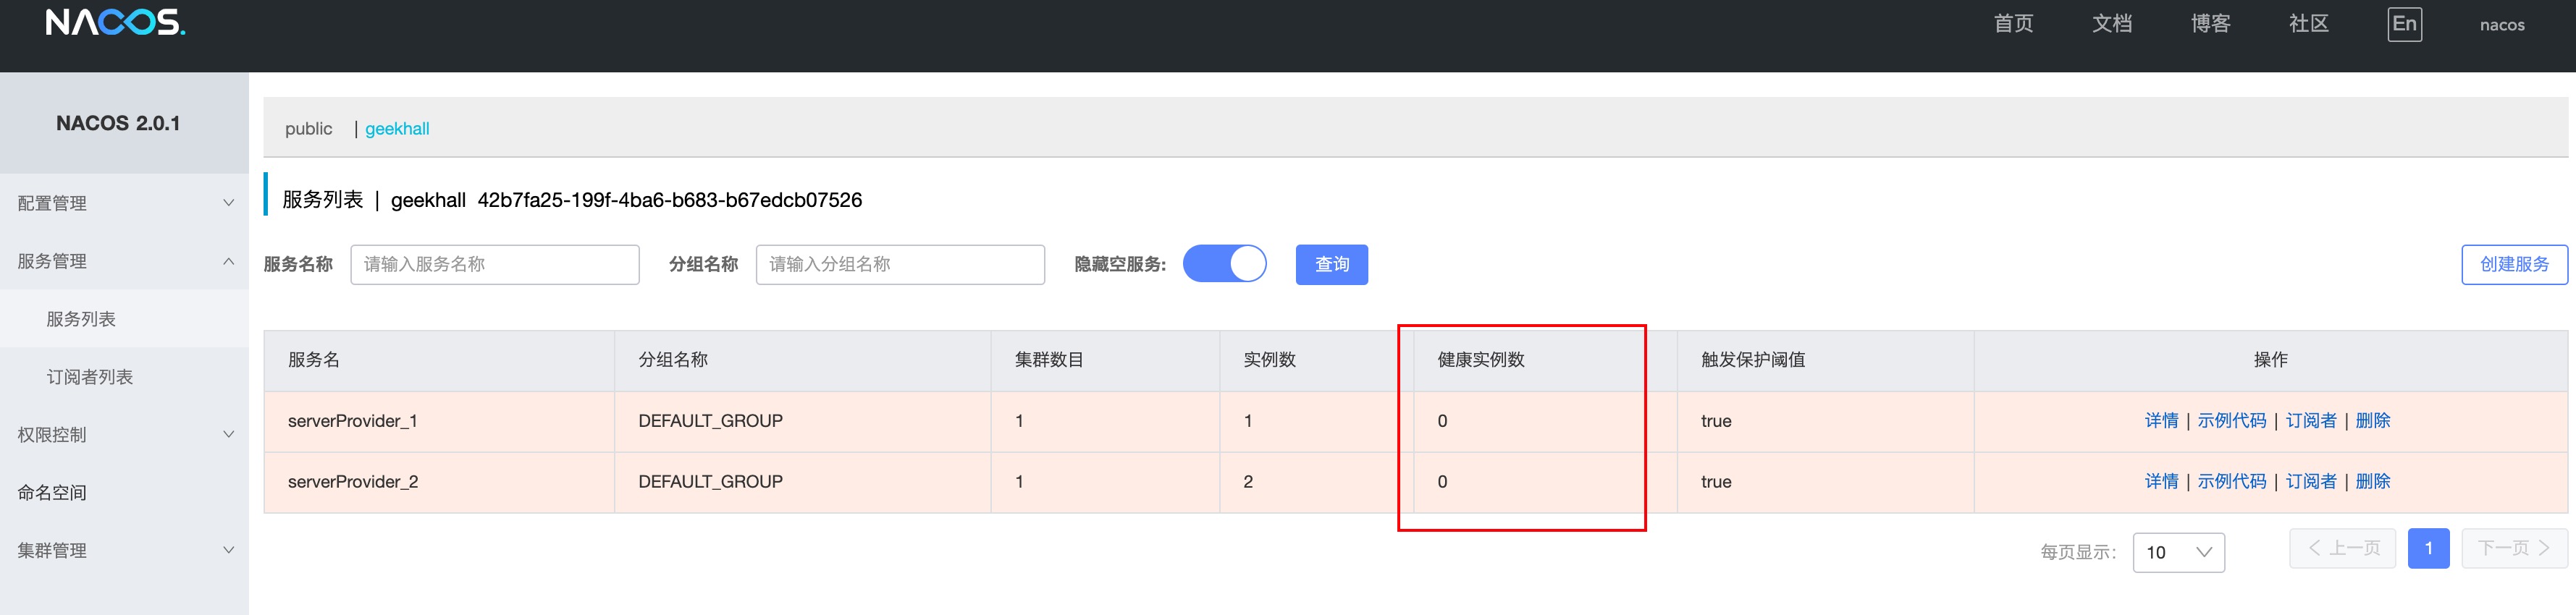 NACOS.
首页 文档 博客 社区 En nacos
NACOS 2.0.1
配置管理
服务管理
服务列表
订阅者列表
权限控制
命名空间
集群管理
public | geekhall
服务列表 | geekhall 42b7fa25-199f-4ba6-b683-b67edcb07526
服务名称 请输入服务名称 分组名称 请输入分组名称 隐藏空服务: 查询 创建服务
服务名 分组名称 集群数目 实例数 健康实例数 触发保护阈值 操作
serverProvider_1 DEFAULT_GROUP 1 1 0 true 详情 | 示例代码 | 订阅者 | 删除
serverProvider_2 DEFAULT_GROUP 1 2 0 true 详情 | 示例代码 | 订阅者 | 删除
每页显示: 10 上一页 1 下一页